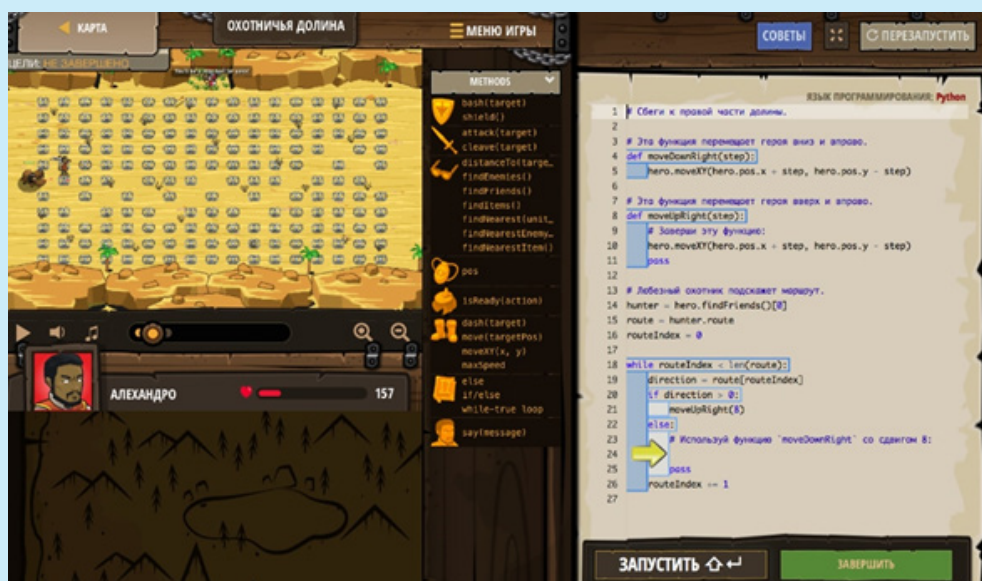 КАРТА
ОХОТНИЧЬЯ ДОЛИНА
МЕНЮ ИГРЫ
ЦЕЛИ: НЕ ЗАВЕРШЕНО
METHODS
bash(target)
shield()
attack(target)
cleave(target)
distanceTo(targe…
findEnemies()
findFriends()
findItems()
findNearest(unit…
findNearestEnemy…
findNearestItem()
pos
isReady(action)
dash(target)
move(targetPos)
moveXY(x, y)
maxSpeed
else
if/else
while-true loop
say(message)
АЛЕХАНДРО
157
СОВЕТЫ
ПЕРЕЗАПУСТИТЬ
ЯЗЫК ПРОГРАММИРОВАНИЯ: Python
1 # Сбеги к правой части долины.
2
3 # Эта функция перемещает героя вниз и вправо.
4 def moveDownRight(step):
5 hero.moveXY(hero.pos.x + step, hero.pos.y - step)
6
7 # Эта функция перемещает героя вверх и вправо.
8 def moveUpRight(step):
9 # Заверши эту функцию:
10 hero.moveXY(hero.pos.x + step, hero.pos.y - step)
11 pass
12
13 # Любезный охотник подскажет маршрут.
14 hunter = hero.findFriends()[0]
15 route = hunter.route
16 routeIndex = 0
17
18 while routeIndex < len(route):
19 direction = route[routeIndex]
20 if direction > 0:
21 moveUpRight(8)
22 else:
23 # Используй функцию `moveDownRight` со сдвигом 8:
24
25 pass
26 routeIndex += 1
27
ЗАПУСТИТЬ
ЗАВЕРШИТЬ